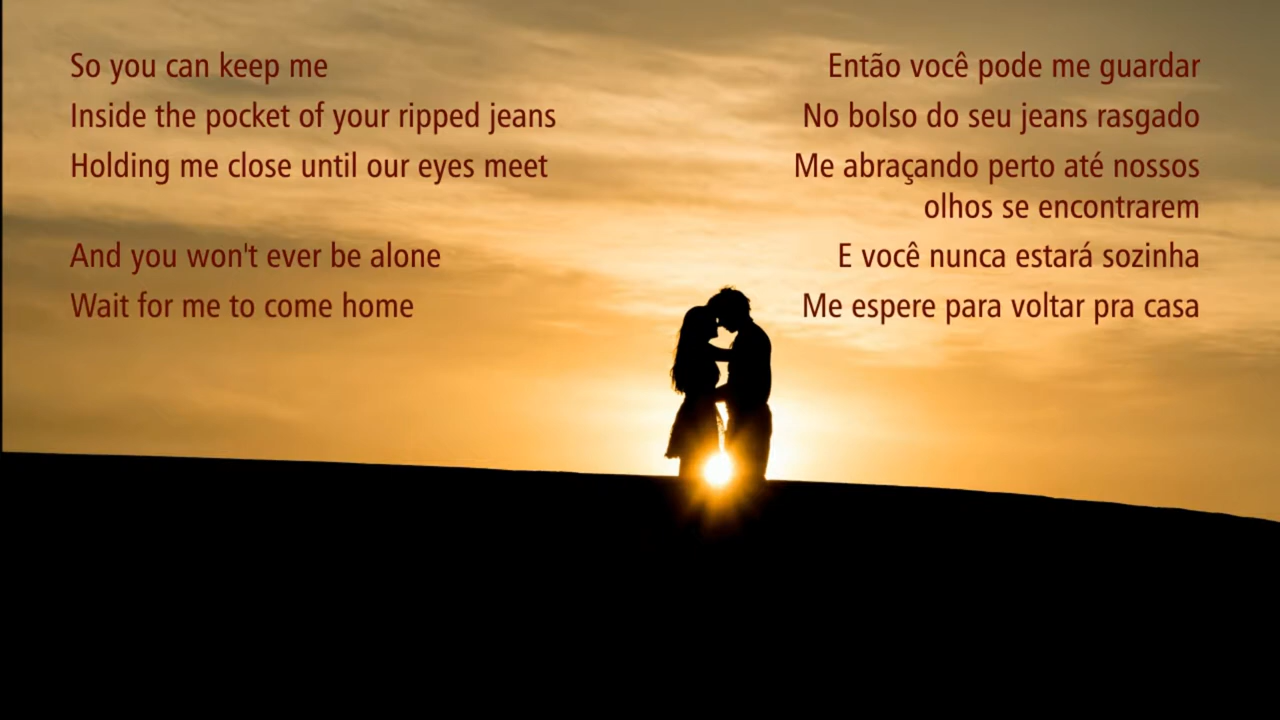 So you can keep me
Inside the pocket of your ripped jeans
Holding me close until our eyes meet
And you won't ever be alone
Wait for me to come home
Então você pode me guardar
No bolso do seu jeans rasgado
Me abraçando perto até nossos
olhos se encontrarem
E você nunca estará sozinha
Me espere para voltar pra casa